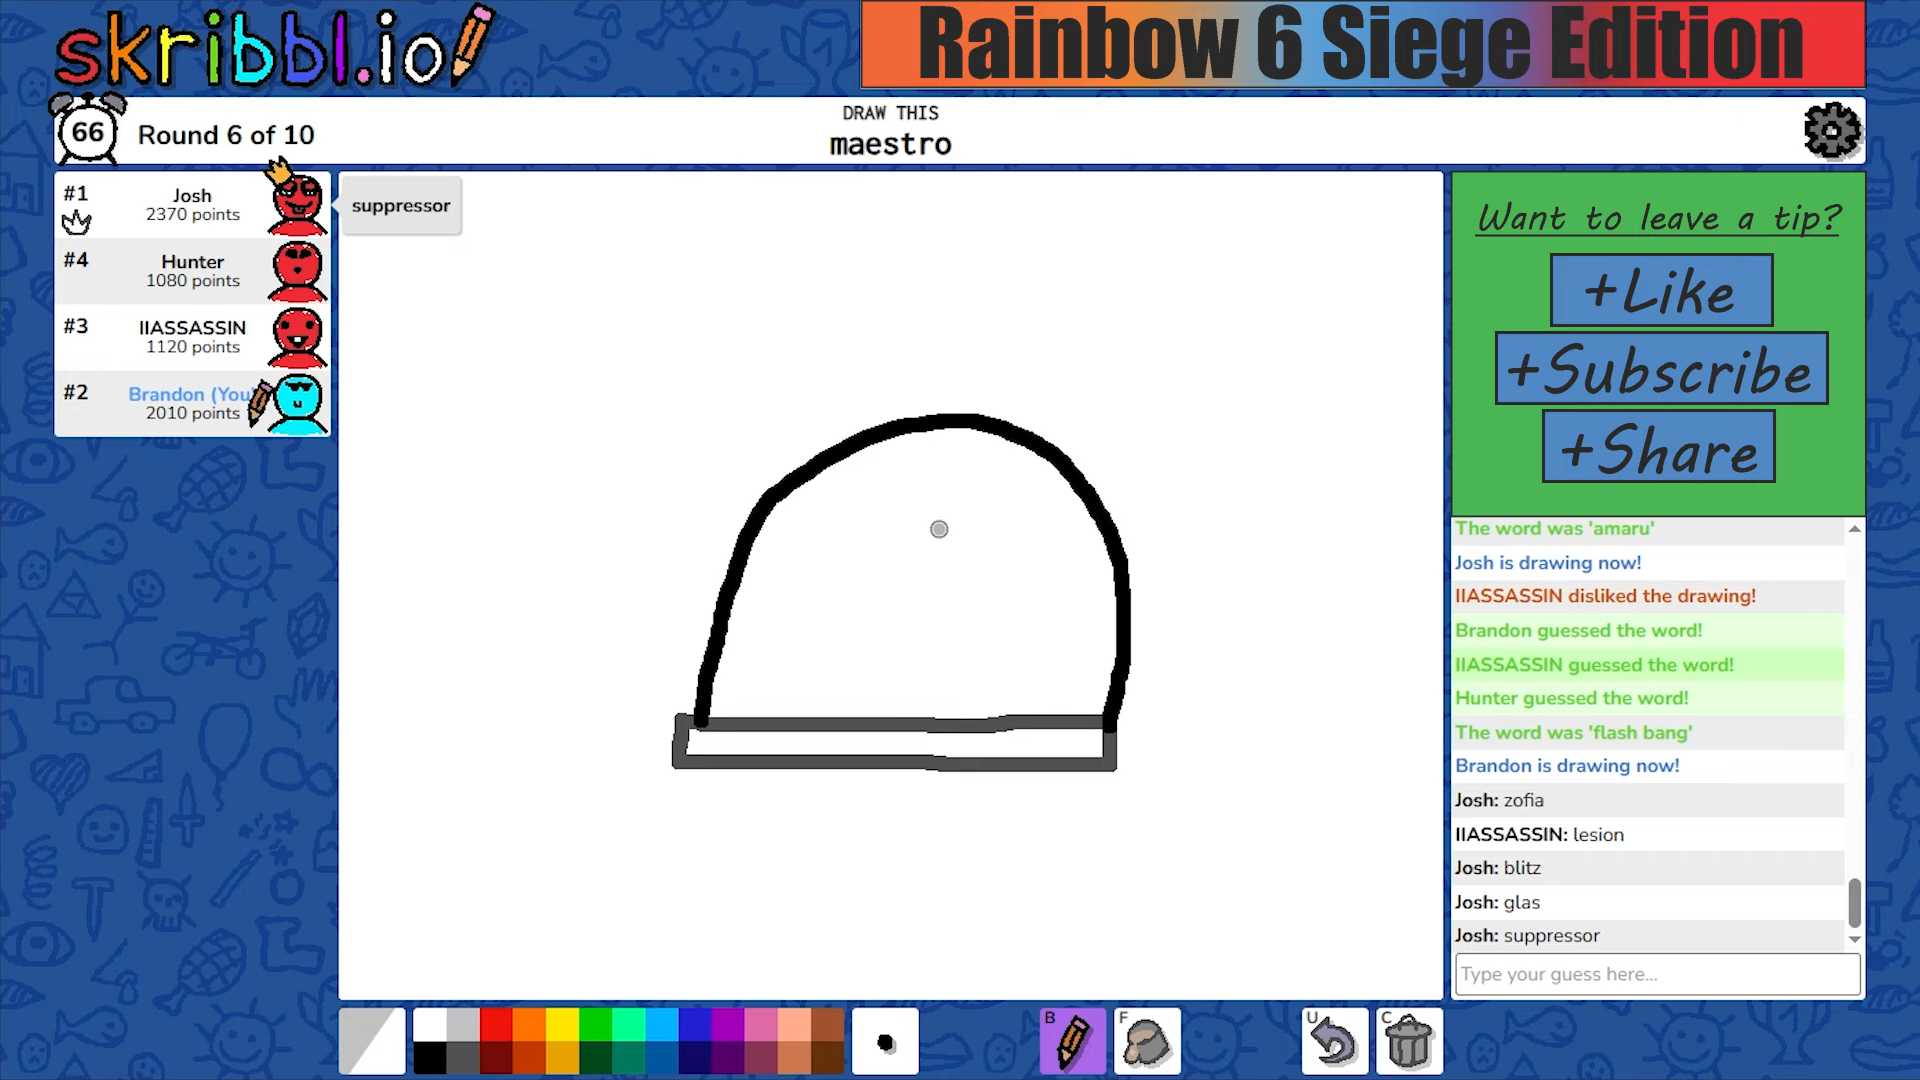 skribbl.io
Rainbow 6 Siege Edition
66
Round 6 of 10
DRAW THIS
maestro
#1
Josh
2370 points
suppressor
#4
Hunter
1080 points
#3
IIASSASSIN
1120 points
#2
Brandon (You
2010 points
Want to leave a tip?
+Like
+Subscribe
+Share
The word was 'amaru'
Josh is drawing now!
IIASSASSIN disliked the drawing!
Brandon guessed the word!
IIASSASSIN guessed the word!
Hunter guessed the word!
The word was 'flash bang'
Brandon is drawing now!
Josh: zofia
IIASSASSIN: lesion
Josh: blitz
Josh: glas
Josh: suppressor
Type your guess here...
B
F
U
C